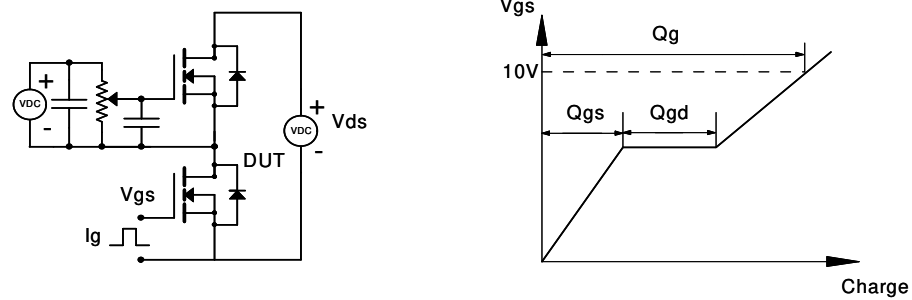 +
VDC
-
+
VDC
-
Vds
DUT
Vgs
Ig
Vgs
Qg
10V
Qgs
Qgd
Charge